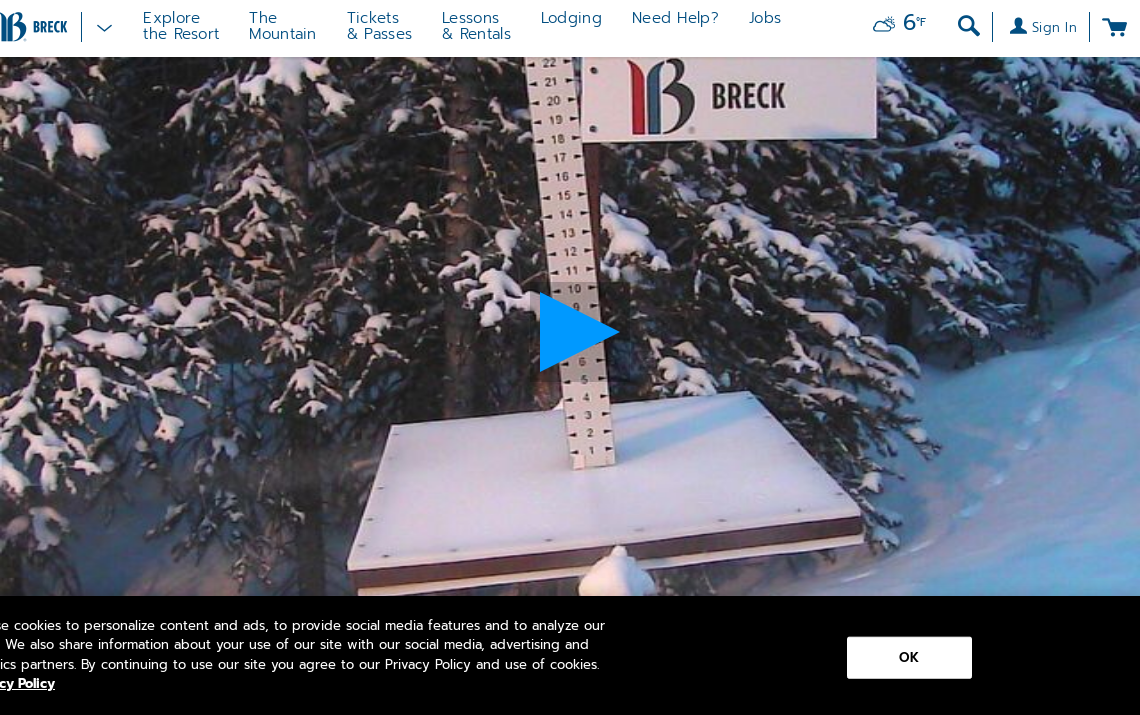 BRECK
Explore
the Resort
The
Mountain
Tickets
& Passes
Lessons
& Rentals
Lodging
Need Help?
Jobs
6°F
Sign In
BRECK
22
21
20
19
18
17
16
15
14
13
12
11
10
9
6
5
4
3
2
1
se cookies to personalize content and ads, to provide social media features and to analyze our
We also share information about your use of our site with our social media, advertising and
ics partners. By continuing to use our site you agree to our Privacy Policy and use of cookies.
cy Policy
OK